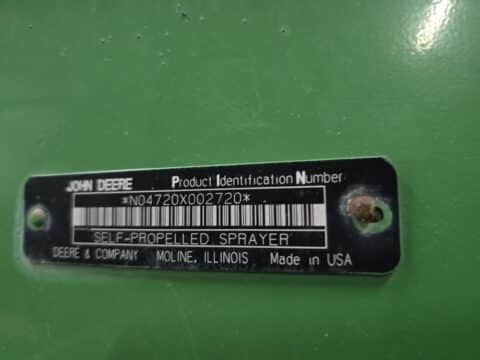 JOHN DEERE Product Identification Number
*N04720X002720*
SELF-PROPELLED SPRAYER
DEERE & COMPANY MOLINE, ILLINOIS Made in USA